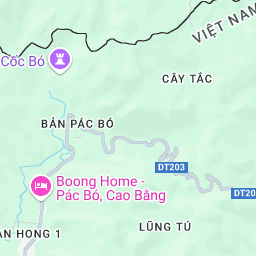 VIỆT NAM
Cốc Bó
CÂY TẮC
BẢN PÁC BÓ
DT203
DT20
Boong Home -
Pác Bó, Cao Bằng
LŨNG TÚ
AN HONG 1